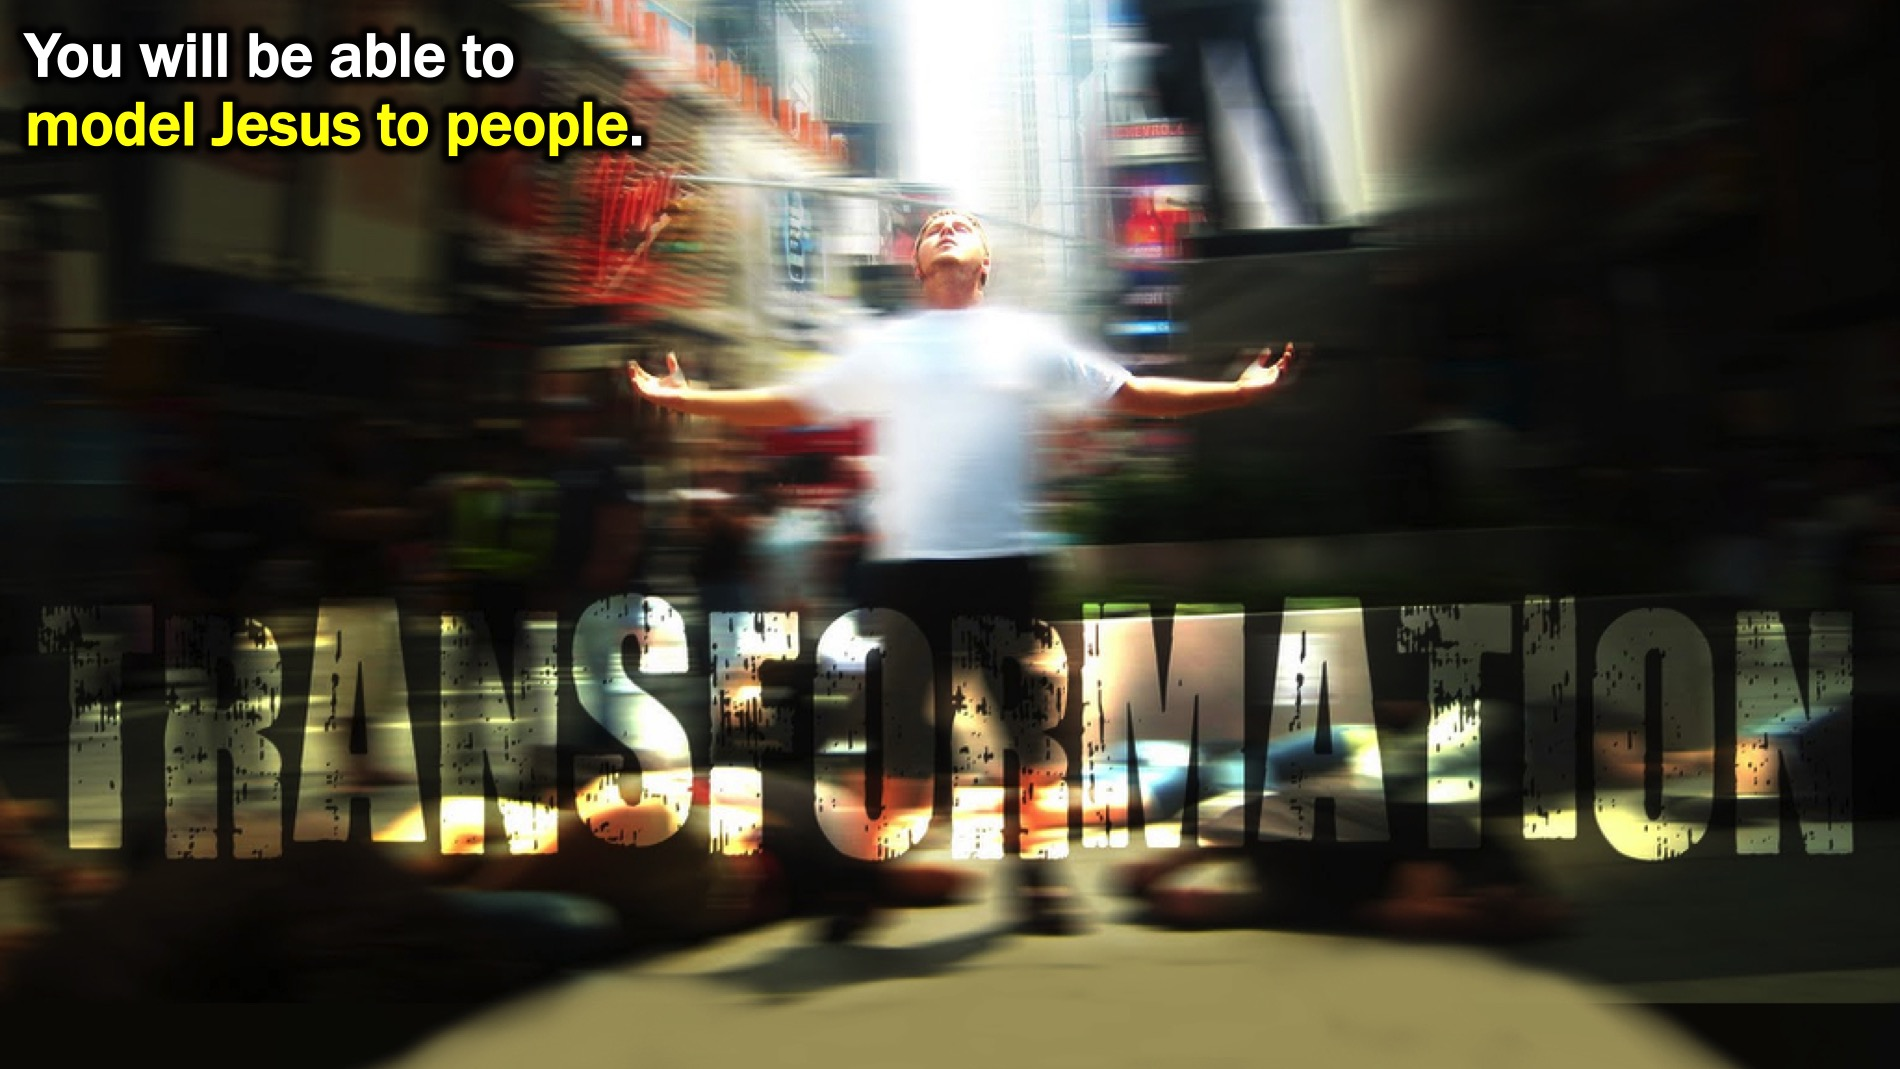 You will be able to
model Jesus to people.
TRANSFORMATION